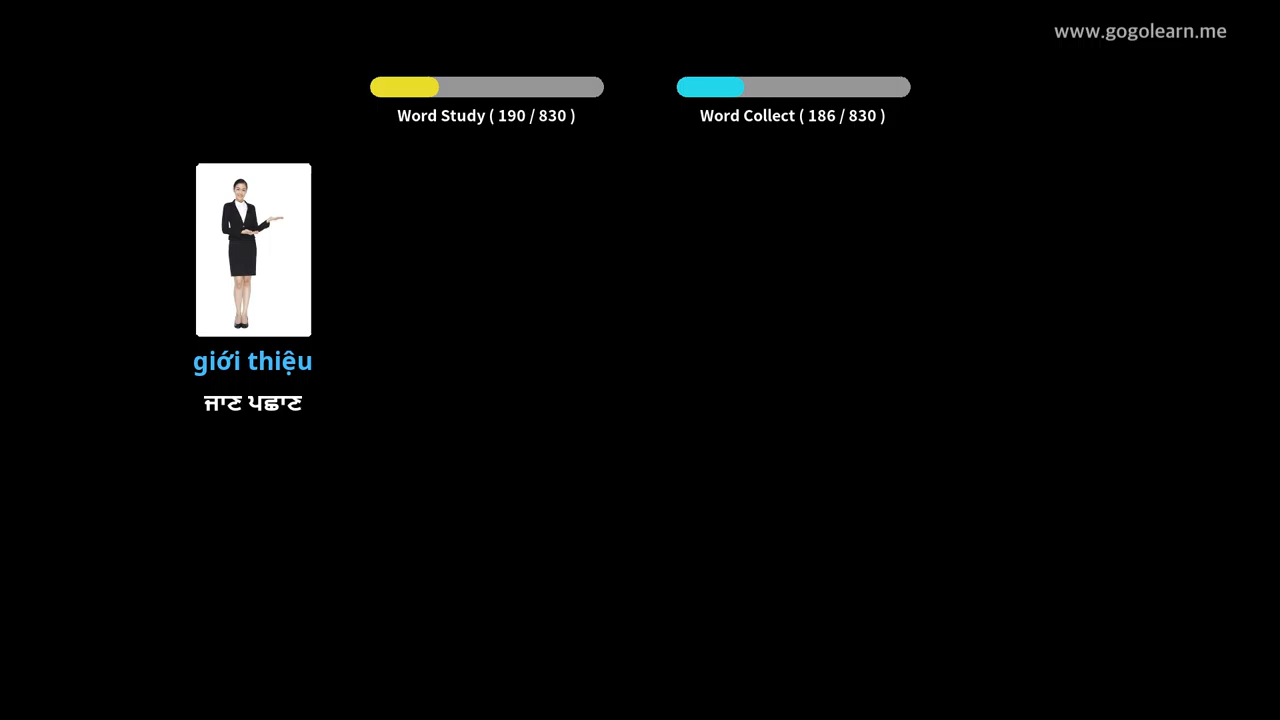 www.gogolearn.me
Word Study ( 190 / 830 )
Word Collect ( 186 / 830 )
giới thiệu
ਜਾਣ ਪਛਾਣ